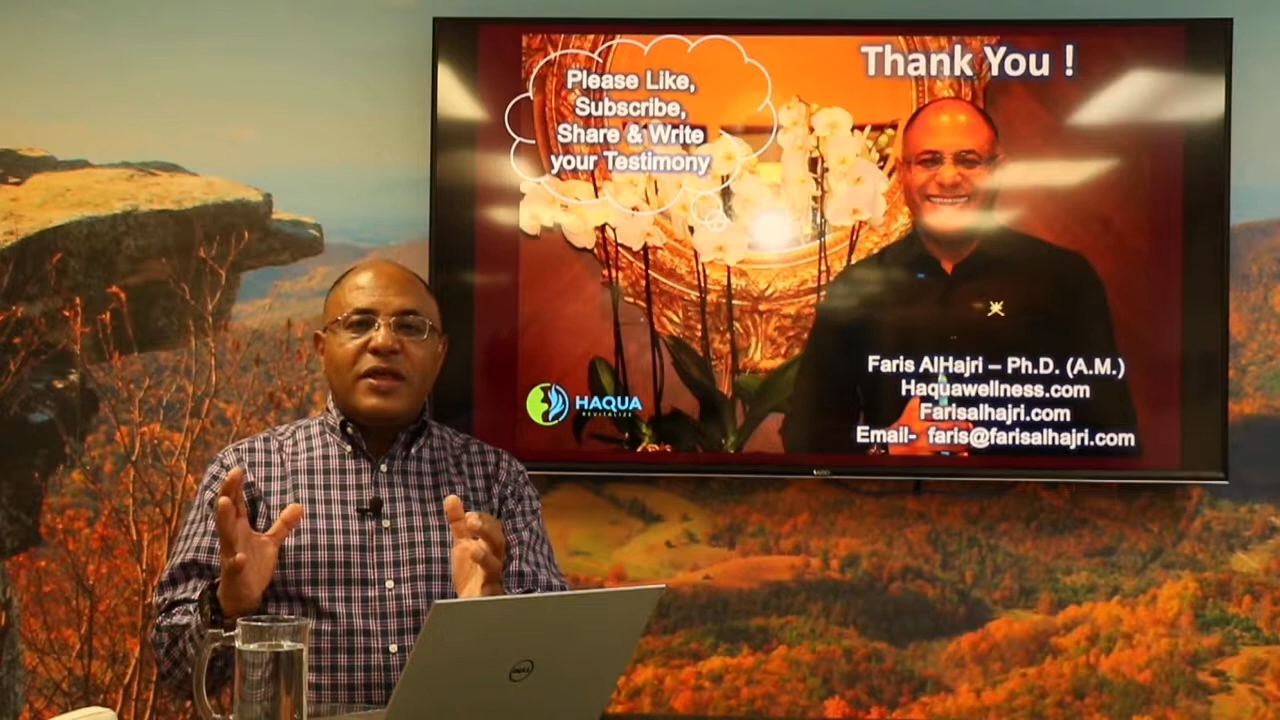 Please Like,
Subscribe,
Share & Write
your Testimony
Thank You !
Faris AlHajri – Ph.D. (A.M.)
Haquawellness.com
Farisalhajri.com
Email- faris@farisalhajri.com
HAQUA
REVITALIZE
DELL